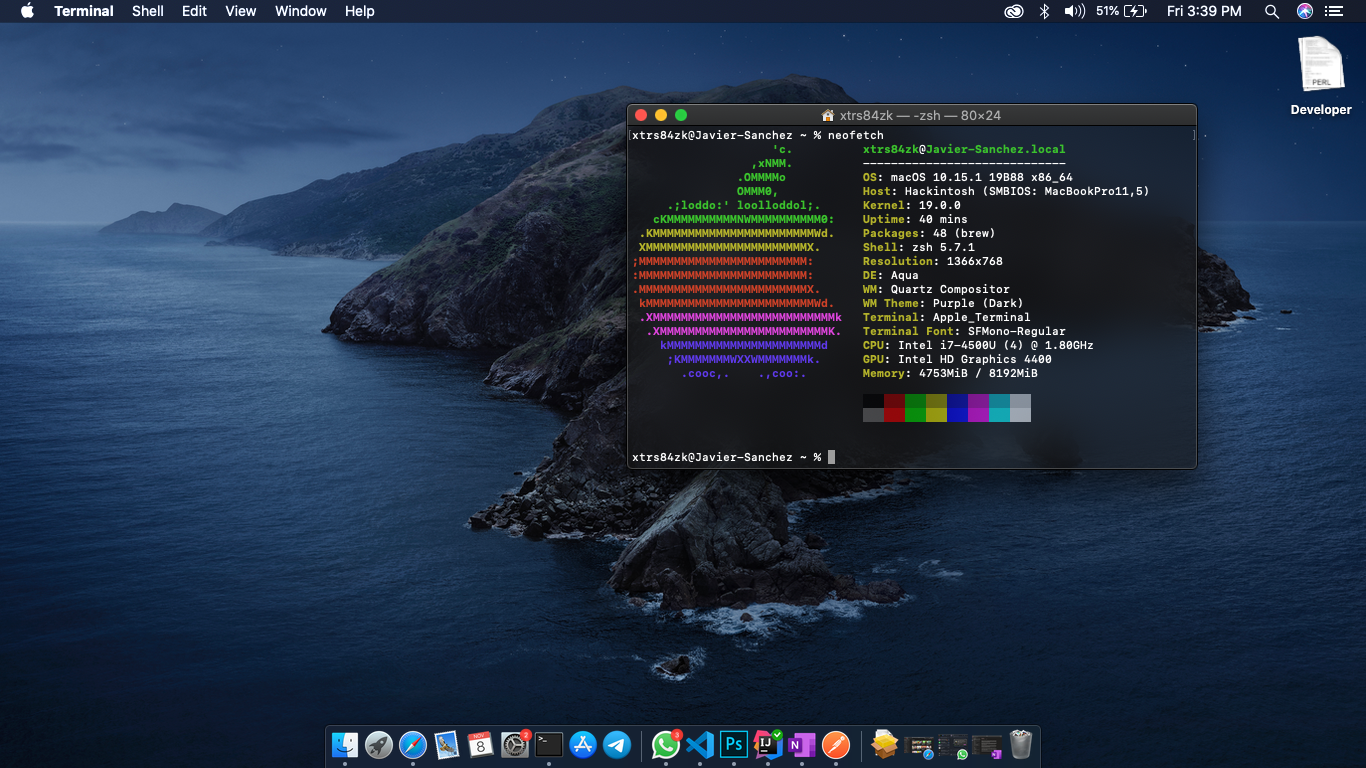 Terminal Shell Edit View Window Help 51% Fri 3:39 PM
PERL
Developer
xtrs84zk — -zsh — 80×24
[xtrs84zk@Javier-Sanchez ~ % neofetch ]
'c. xtrs84zk@Javier-Sanchez.local
,xNMM. -----------------------------
.OMMMMo OS: macOS 10.15.1 19B88 x86_64
OMMM0, Host: Hackintosh (SMBIOS: MacBookPro11,5)
.;loddo:' loolloddol;. Kernel: 19.0.0
cKMMMMMMMMMMNWMMMMMMMMMM0: Uptime: 40 mins
.KMMMMMMMMMMMMMMMMMMMMMMMWd. Packages: 48 (brew)
XMMMMMMMMMMMMMMMMMMMMMMMX. Shell: zsh 5.7.1
;MMMMMMMMMMMMMMMMMMMMMMMM: Resolution: 1366x768
:MMMMMMMMMMMMMMMMMMMMMMMM: DE: Aqua
.MMMMMMMMMMMMMMMMMMMMMMMMX. WM: Quartz Compositor
kMMMMMMMMMMMMMMMMMMMMMMMMWd. WM Theme: Purple (Dark)
.XMMMMMMMMMMMMMMMMMMMMMMMMMMk Terminal: Apple_Terminal
.XMMMMMMMMMMMMMMMMMMMMMMMMK. Terminal Font: SFMono-Regular
kMMMMMMMMMMMMMMMMMMMMMMd CPU: Intel i7-4500U (4) @ 1.80GHz
;KMMMMMMMWXXWMMMMMMMk. GPU: Intel HD Graphics 4400
.cooc,. .,coo:. Memory: 4753MiB / 8192MiB
xtrs84zk@Javier-Sanchez ~ %
NOV 8 2 >_ 3 Ps IJ N